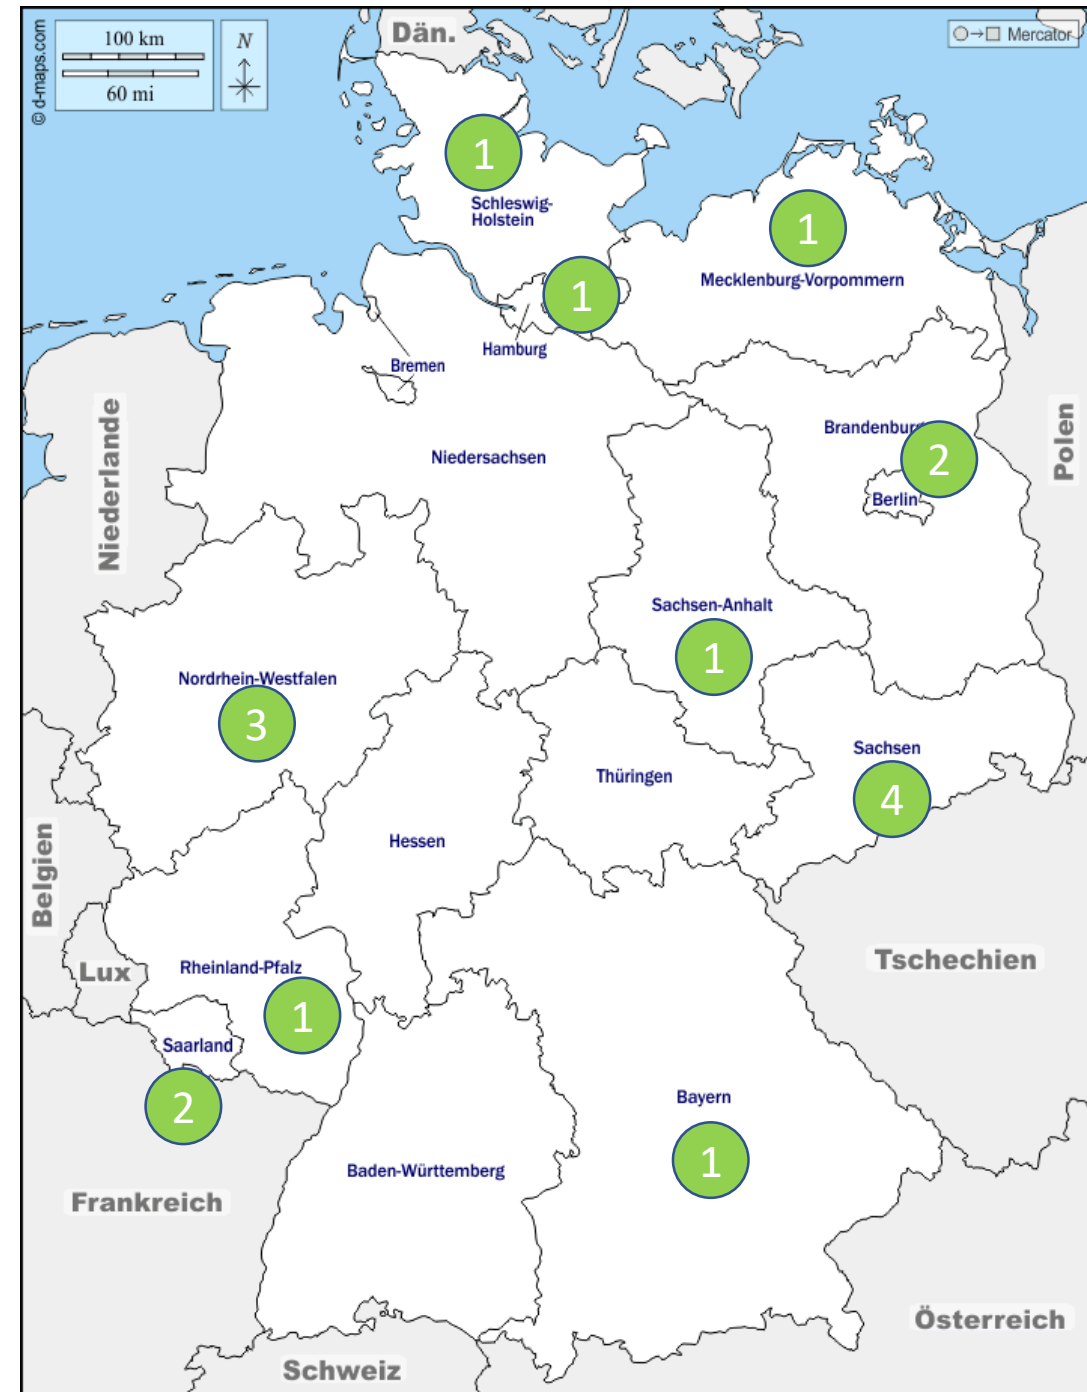 © d-maps.com
100 km
60 mi
N
Dän.
Mercator
1
Schleswig-
Holstein
1
Mecklenburg-Vorpommern
1
Hamburg
Bremen
Niederlande
Polen
Brandenburg
2
Berlin
Niedersachsen
Sachsen-Anhalt
1
Nordrhein-Westfalen
3
Sachsen
4
Thüringen
Hessen
Belgien
Lux
Rheinland-Pfalz
1
Saarland
2
Tschechien
Bayern
1
Baden-Württemberg
Frankreich
Österreich
Schweiz